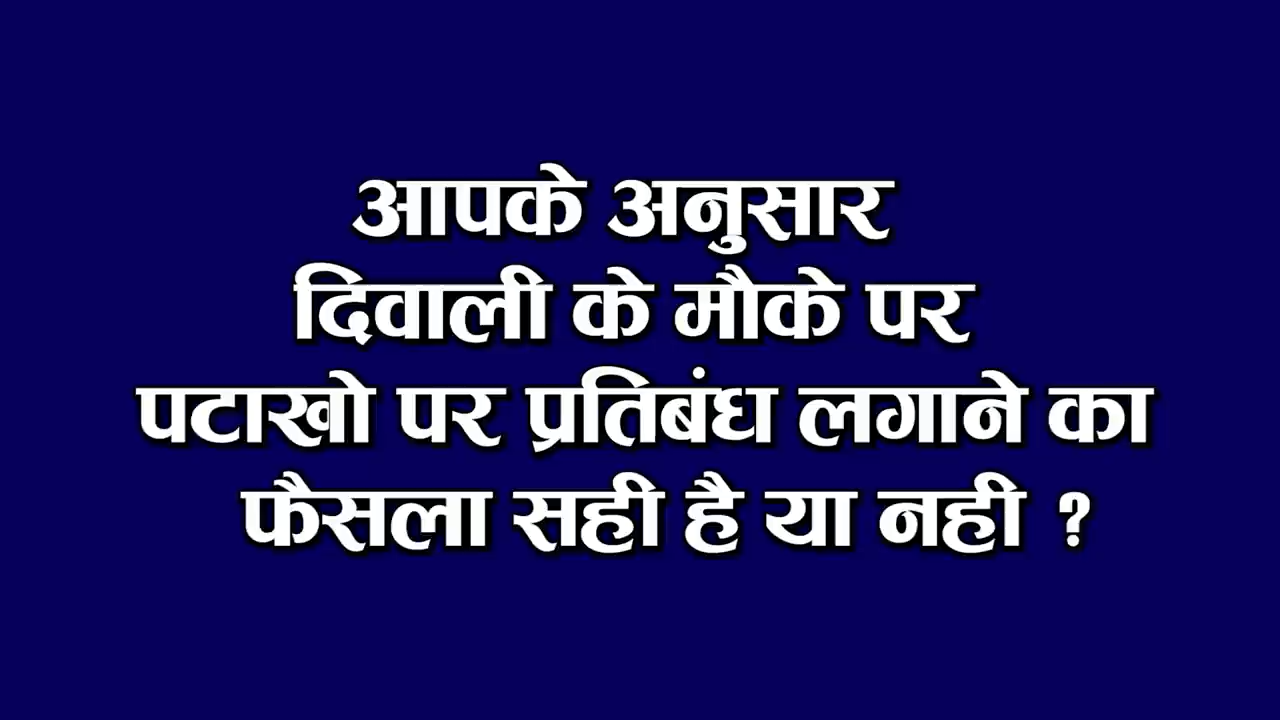 आपके अनुसार
दिवाली के मौके पर
पटाखो पर प्रतिबंध लगाने का
फैसला सही है या नही ?